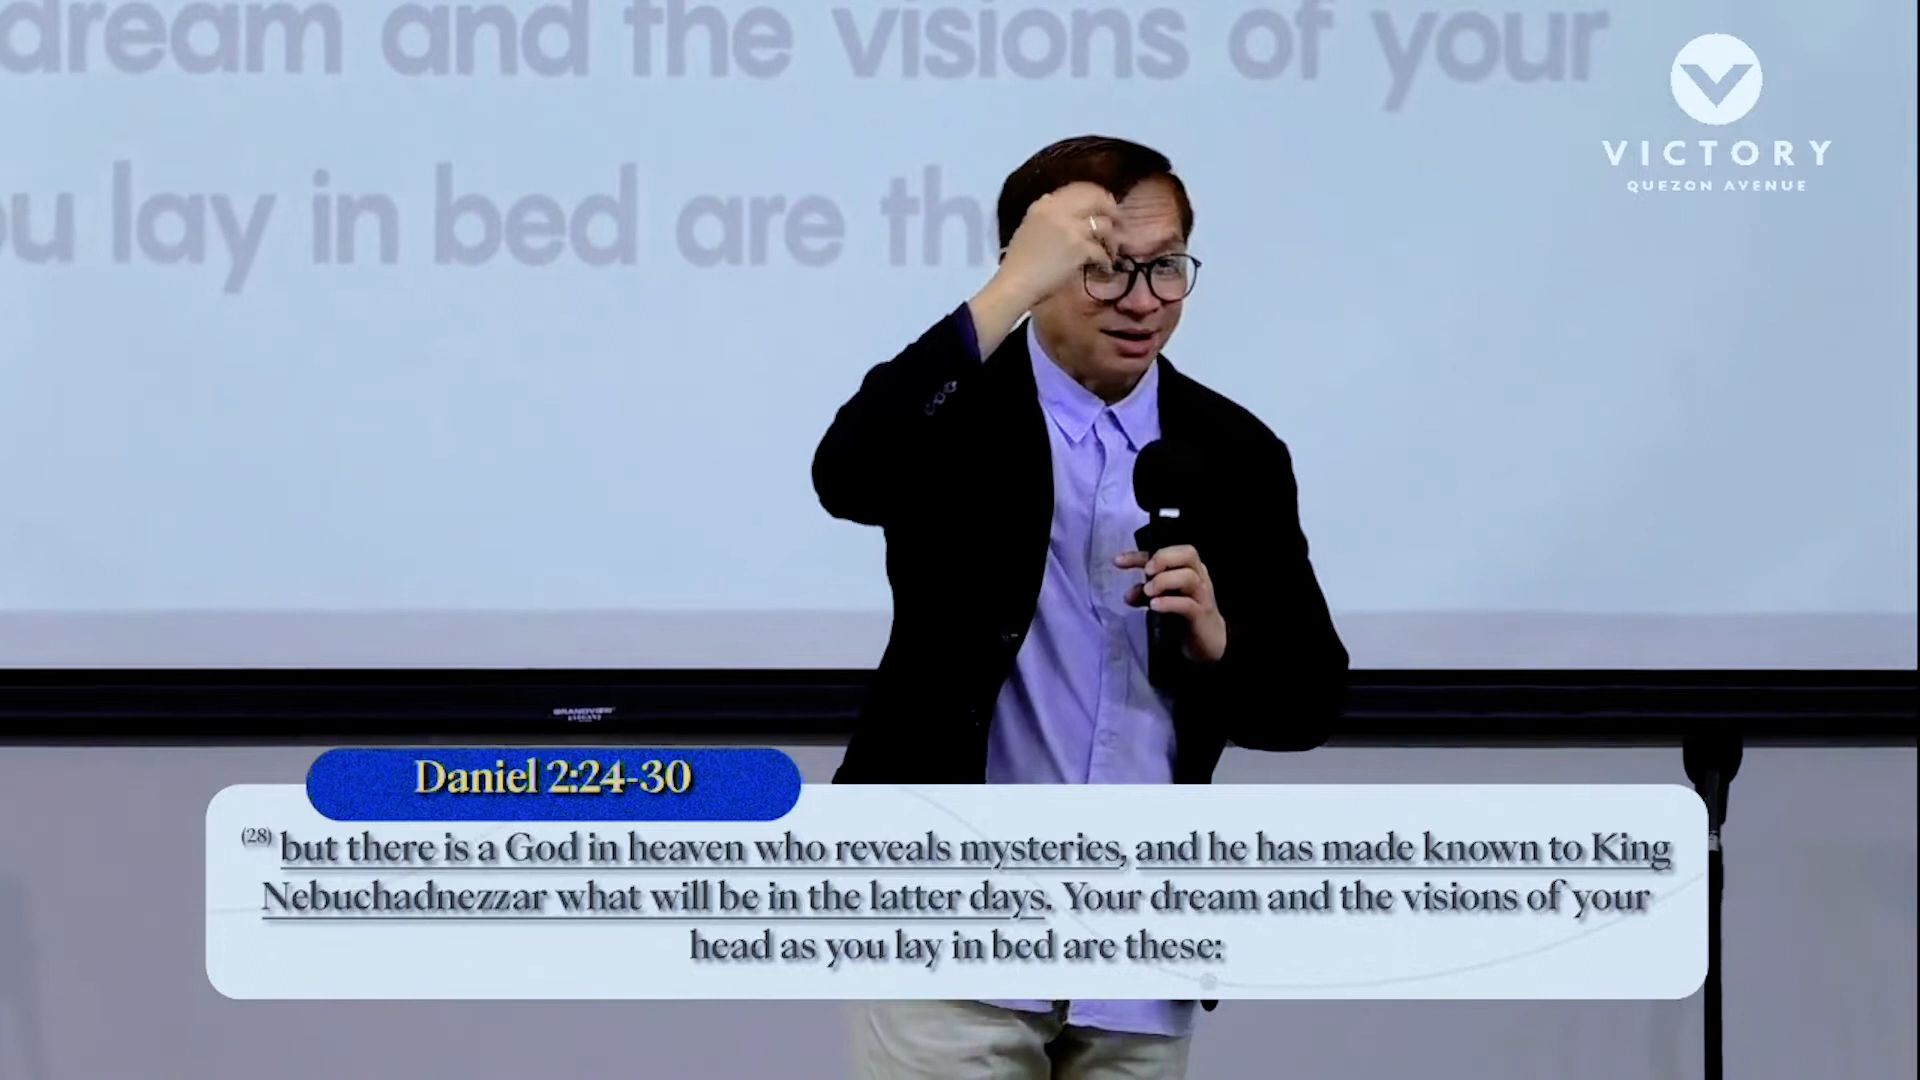 dream and the visions of your
u lay in bed are the
VICTORY
QUEZON AVENUE
BRANDVIEW
Daniel 2:24-30
(28) but there is a God in heaven who reveals mysteries, and he has made known to King
Nebuchadnezzar what will be in the latter days. Your dream and the visions of your
head as you lay in bed are these: